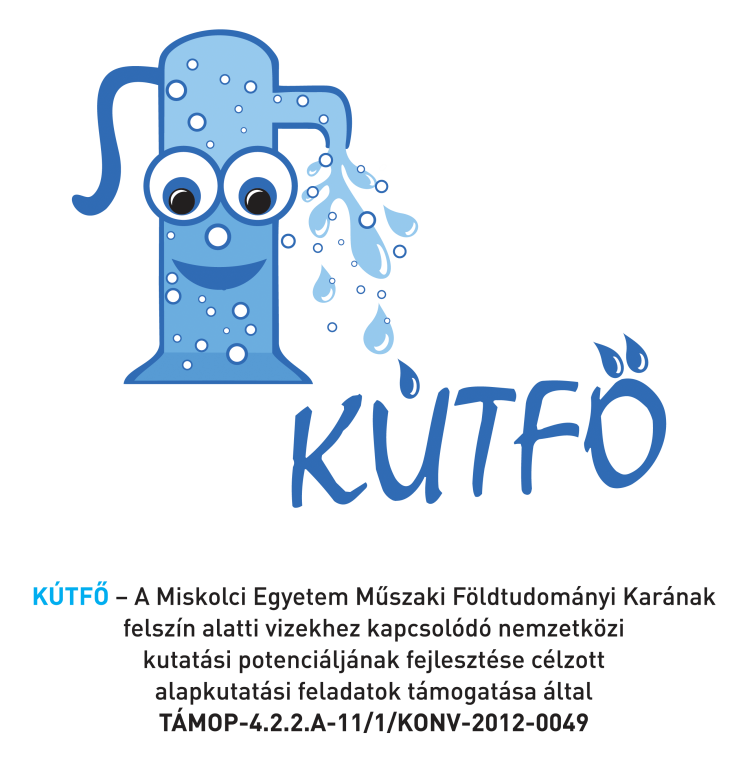 KÚTFŐ
KÚTFŐ – A Miskolci Egyetem Műszaki Földtudományi Karának
felszín alatti vizekhez kapcsolódó nemzetközi
kutatási potenciáljának fejlesztése célzott
alapkutatási feladatok támogatása által
TÁMOP-4.2.2.A-11/1/KONV-2012-0049